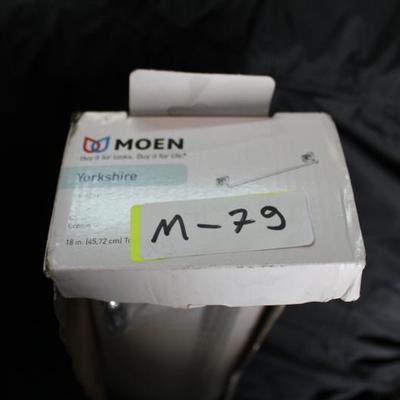 MOEN
Buy it for looks. Buy it for life.®
Yorkshire
M-79
18 in. (45,72 cm)